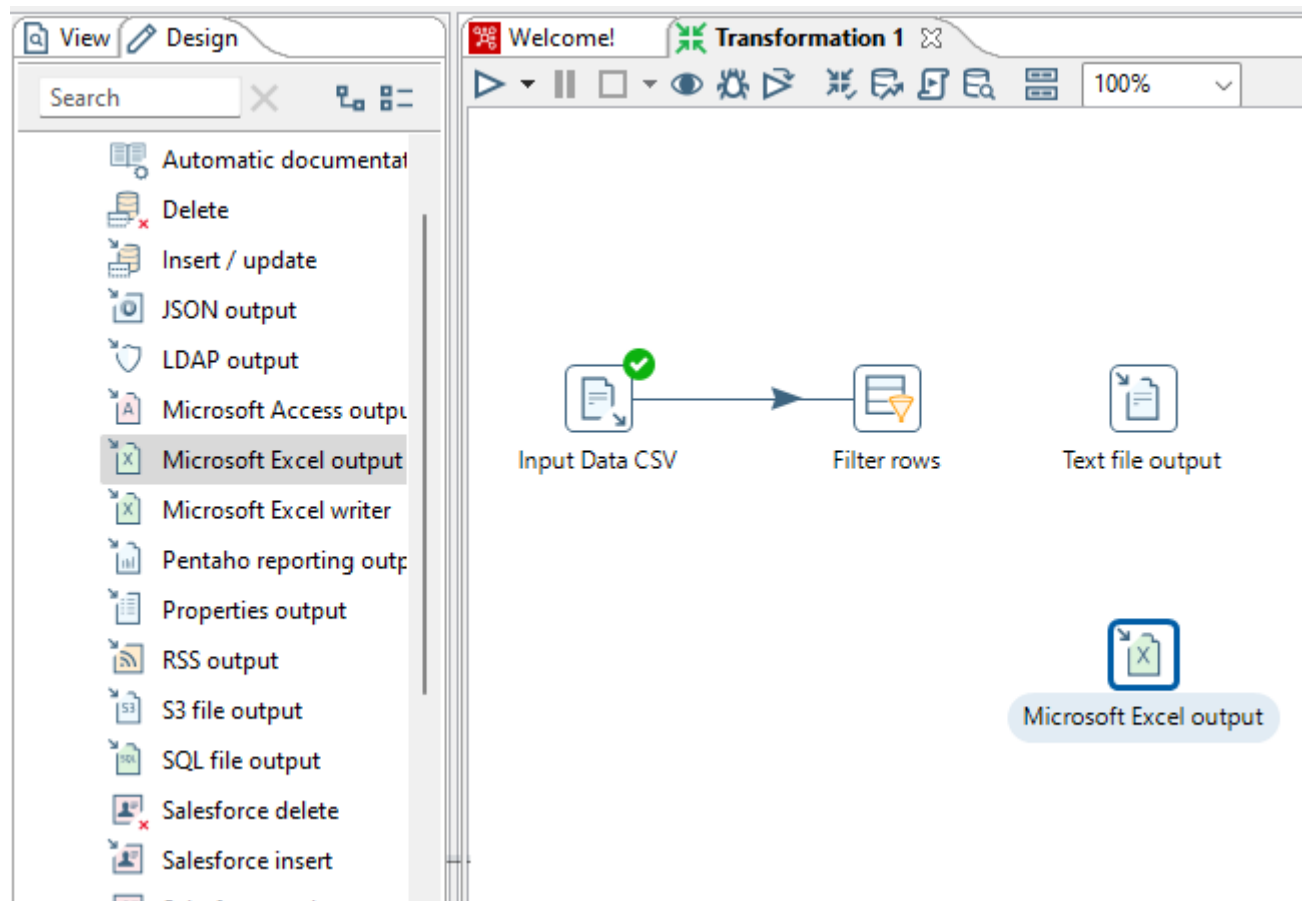 View
Design
Welcome!
Transformation 1
Search
100%
Automatic documentat
Delete
Insert / update
JSON output
LDAP output
Microsoft Access outpu
Microsoft Excel output
Microsoft Excel writer
Pentaho reporting outp
Properties output
RSS output
S3 file output
SQL file output
Salesforce delete
Salesforce insert
Input Data CSV
Filter rows
Text file output
Microsoft Excel output